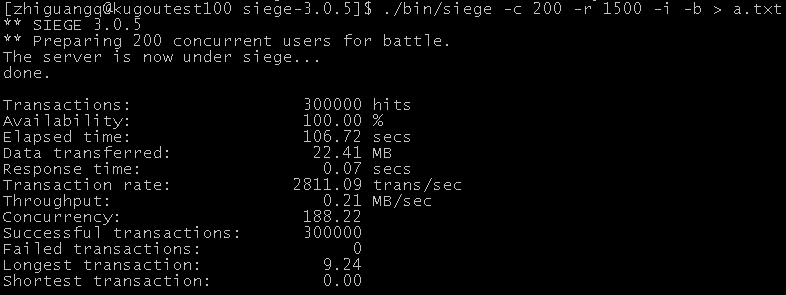 [zhiguangq@kugoutest100 siege-3.0.5]$ ./bin/siege -c 200 -r 1500 -i -b > a.txt
** SIEGE 3.0.5
** Preparing 200 concurrent users for battle.
The server is now under siege...
done.
Transactions: 300000 hits
Availability: 100.00 %
Elapsed time: 106.72 secs
Data transferred: 22.41 MB
Response time: 0.07 secs
Transaction rate: 2811.09 trans/sec
Throughput: 0.21 MB/sec
Concurrency: 188.22
Successful transactions: 300000
Failed transactions: 0
Longest transaction: 9.24
Shortest transaction: 0.00